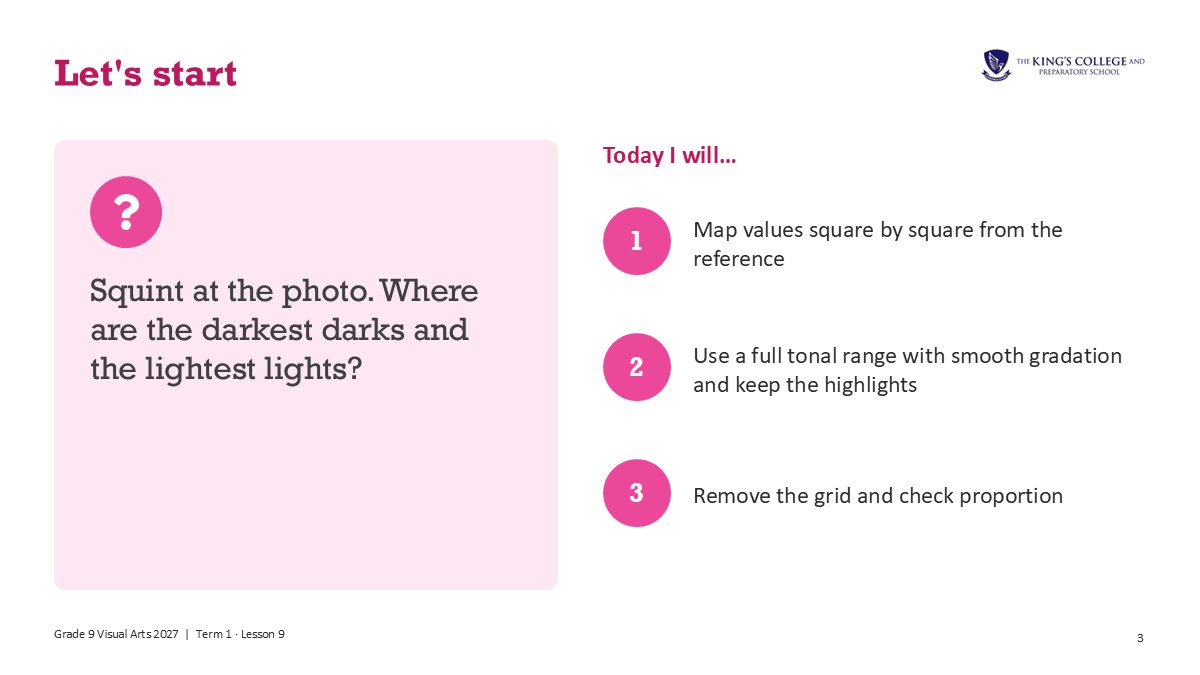 Let's start
THE KING'S COLLEGE AND
PREPARATORY SCHOOL
?
Squint at the photo. Where
are the darkest darks and
the lightest lights?
Today I will...
1
Map values square by square from the
reference
2
Use a full tonal range with smooth gradation
and keep the highlights
3
Remove the grid and check proportion
Grade 9 Visual Arts 2027 | Term 1 · Lesson 9
3